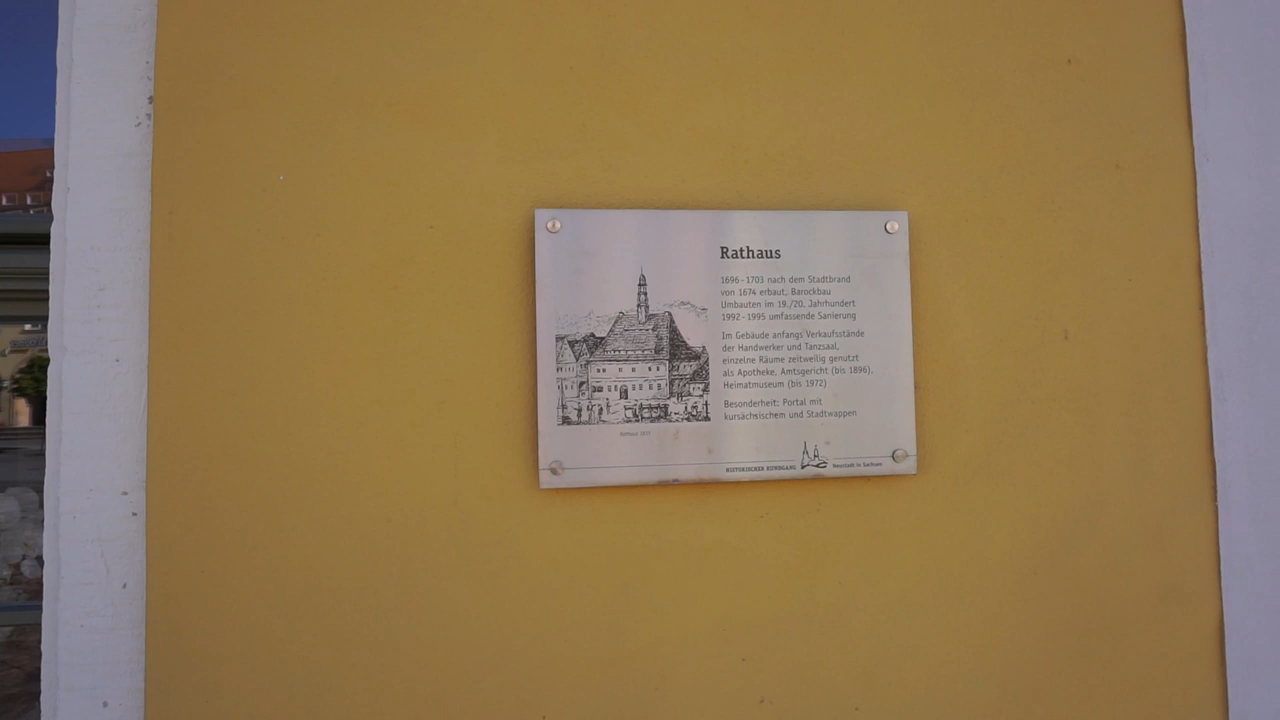 Rathaus
1696-1703 nach dem Stadtbrand
von 1674 erbaut, Barockbau
Umbauten im 19./20. Jahrhundert
1992-1995 umfassende Sanierung
Im Gebäude anfangs Verkaufsstände
der Handwerker und Tanzsaal,
einzelne Räume zeitweilig genutzt
als Apotheke, Amtsgericht (bis 1896),
Heimatmuseum (bis 1972)
Besonderheit: Portal mit
kursächsischem und Stadtwappen
Rathaus
HISTORISCHER RUNDGANG Neustadt in Sachsen